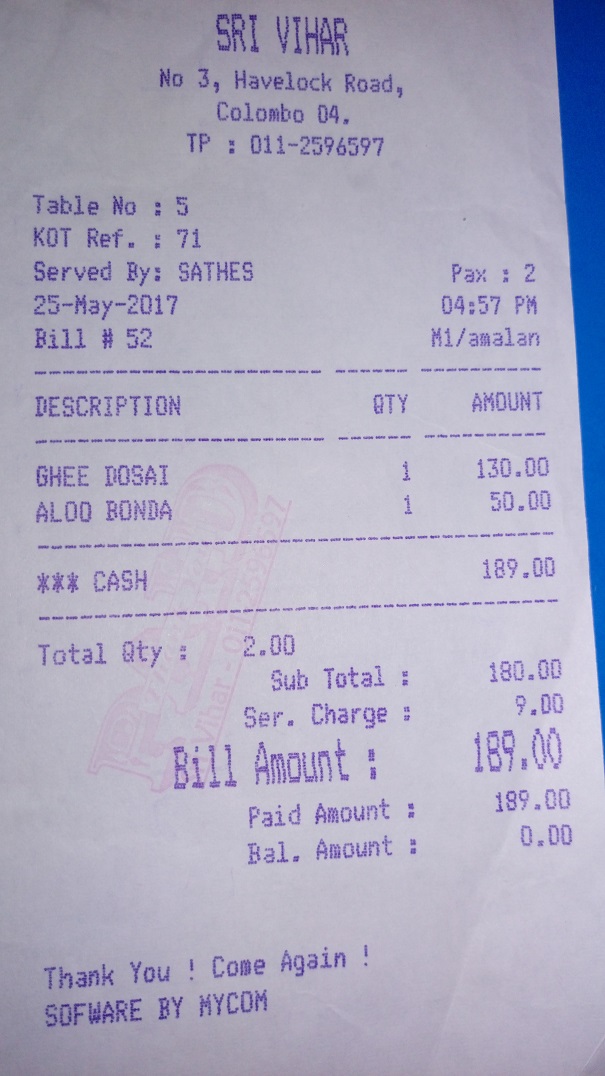 SRI VIHAR
No 3, Havelock Road,
Colombo 04.
TP : 011-2596597
Table No : 5
KOT Ref. : 71
Served By: SATHES Pax : 2
25-May-2017 04:57 PM
Bill # 52 M1/amalan
DESCRIPTION QTY AMOUNT
GHEE DOSAI 1 130.00
ALOO BONDA 1 50.00
*** CASH 189.00
Total Qty : 2.00
Sub Total : 180.00
Ser. Charge : 9.00
Bill Amount : 189.00
Paid Amount : 189.00
Bal. Amount : 0.00
Thank You ! Come Again !
SOFWARE BY MYCOM